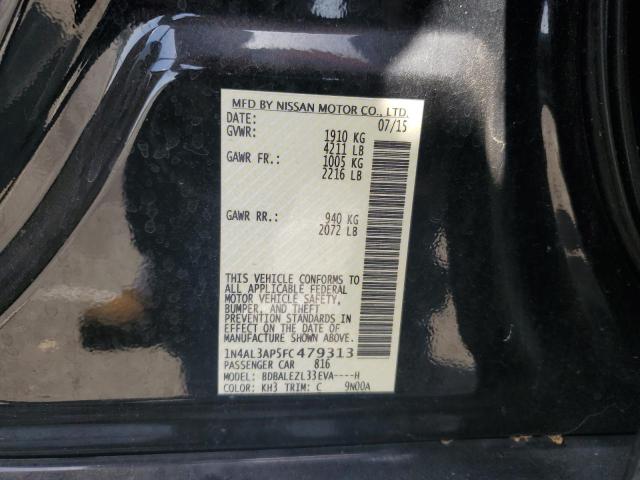 MFD BY NISSAN MOTOR CO., LTD.
DATE: 07/15
GVWR: 1910 KG
4211 LB
GAWR FR.: 1005 KG
2216 LB
GAWR RR.: 940 KG
2072 LB
THIS VEHICLE CONFORMS TO
ALL APPLICABLE FEDERAL
MOTOR VEHICLE SAFETY,
BUMPER, AND THEFT
PREVENTION STANDARDS IN
EFFECT ON THE DATE OF
MANUFACTURE SHOWN ABOVE.
1N4AL3AP5FC479313
PASSENGER CAR 816
MODEL: BDBALEZL33EVA----H
COLOR: KH3 TRIM: C 9N00A